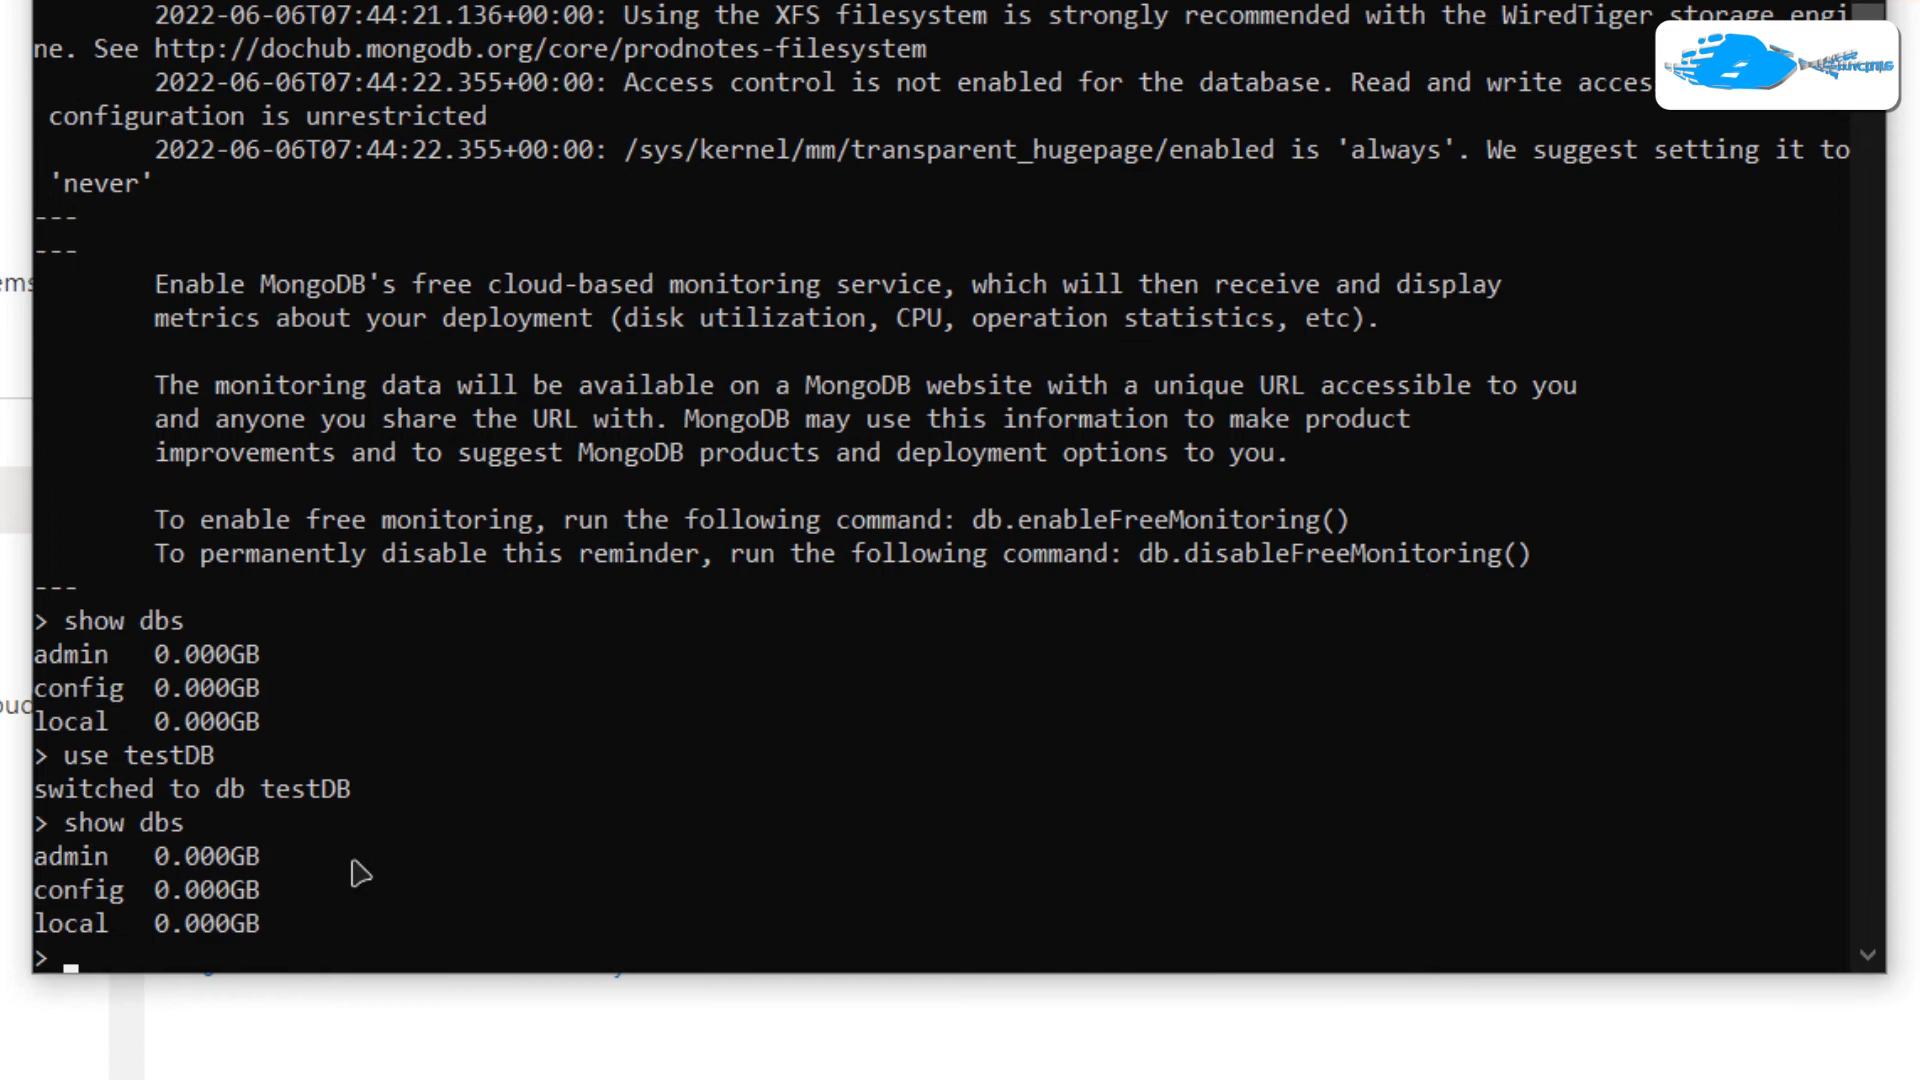 2022-06-06T07:44:21.136+00:00: Using the XFS filesystem is strongly recommended with the WiredTiger storage engi
ne. See http://dochub.mongodb.org/core/prodnotes-filesystem
2022-06-06T07:44:22.355+00:00: Access control is not enabled for the database. Read and write
configuration is unrestricted
2022-06-06T07:44:22.355+00:00: /sys/kernel/mm/transparent_hugepage/enabled is 'always'. We suggest setting it to
'never'
---
---
Enable MongoDB's free cloud-based monitoring service, which will then receive and display
metrics about your deployment (disk utilization, CPU, operation statistics, etc).
The monitoring data will be available on a MongoDB website with a unique URL accessible to you
and anyone you share the URL with. MongoDB may use this information to make product
improvements and to suggest MongoDB products and deployment options to you.
To enable free monitoring, run the following command: db.enableFreeMonitoring()
To permanently disable this reminder, run the following command: db.disableFreeMonitoring()
---
> show dbs
admin 0.000GB
config 0.000GB
local 0.000GB
> use testDB
switched to db testDB
> show dbs
admin 0.000GB
config 0.000GB
local 0.000GB
>